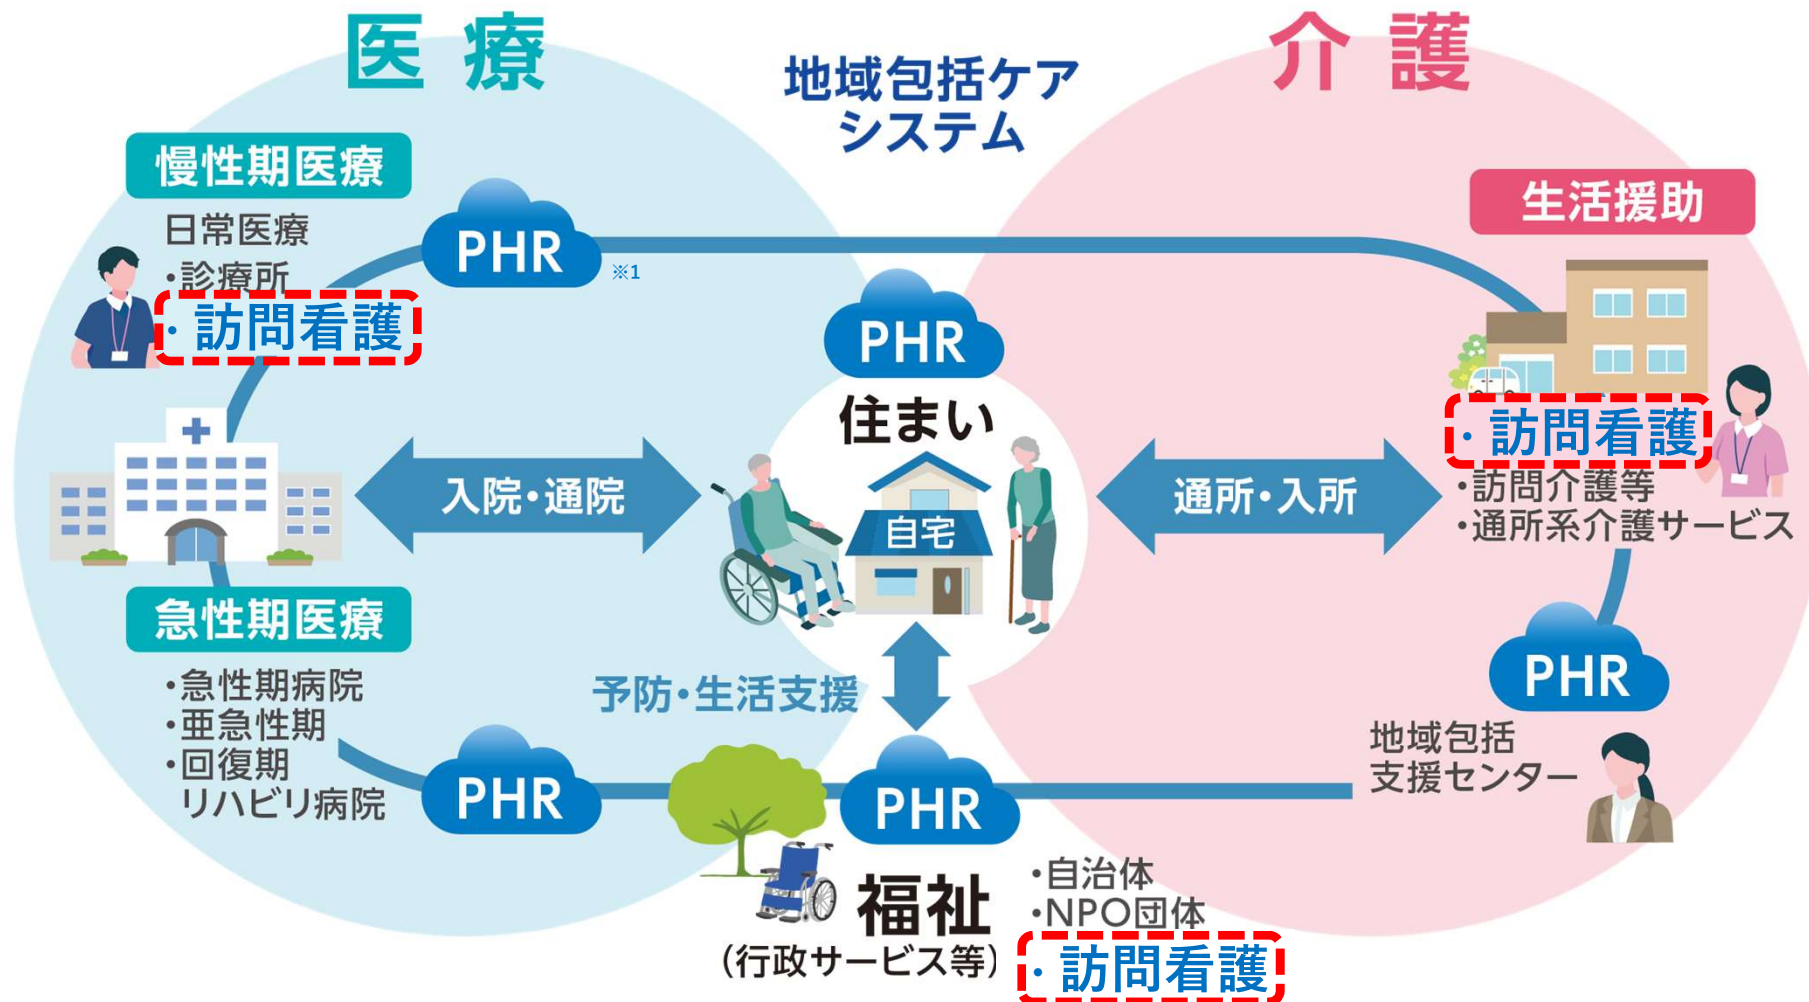 医療
地域包括ケア
システム
介護
慢性期医療
日常医療
・診療所
・訪問看護
PHR
※1
PHR
住まい
自宅
生活援助
・訪問看護
・訪問介護等
・通所系介護サービス
入院・通院
通所・入所
急性期医療
・急性期病院
・亜急性期
・回復期
リハビリ病院
予防・生活支援
PHR
PHR
PHR
地域包括
支援センター
福祉
(行政サービス等)
・自治体
・NPO団体
・訪問看護